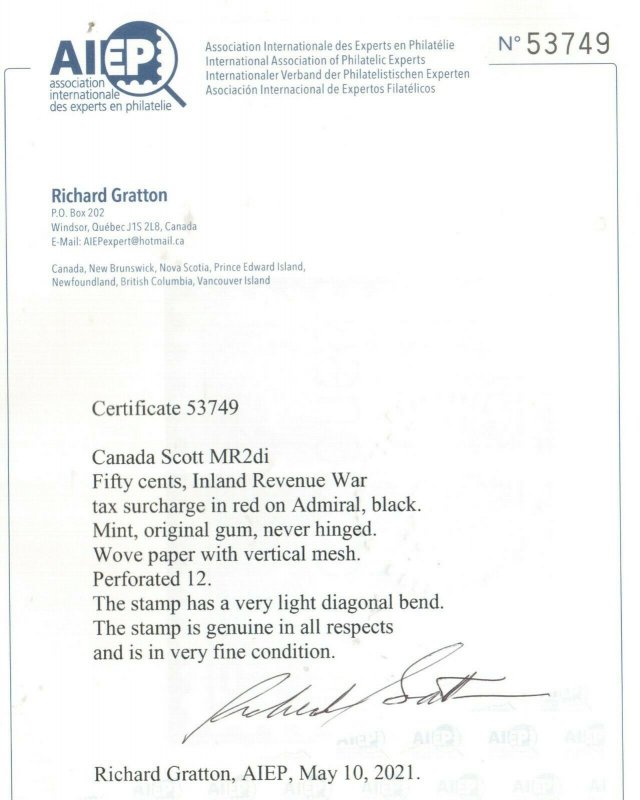 AIEP
association
internationale
des experts en philatelie
Association Internationale des Experts en Philatélie
International Association of Philatelic Experts
Internationaler Verband der Philatelistischen Experten
Asociación Internacional de Expertos Filatélicos
N° 53749
Richard Gratton
P.O. Box 202
Windsor, Québec J1S 2L8, Canada
E-Mail: AIEPexpert@hotmail.ca
Canada, New Brunswick, Nova Scotia, Prince Edward Island,
Newfoundland, British Columbia, Vancouver Island
Certificate 53749
Canada Scott MR2di
Fifty cents, Inland Revenue War
tax surcharge in red on Admiral, black.
Mint, original gum, never hinged.
Wove paper with vertical mesh.
Perforated 12.
The stamp has a very light diagonal bend.
The stamp is genuine in all respects
and is in very fine condition.
Richard Gratton
Richard Gratton, AIEP, May 10, 2021.